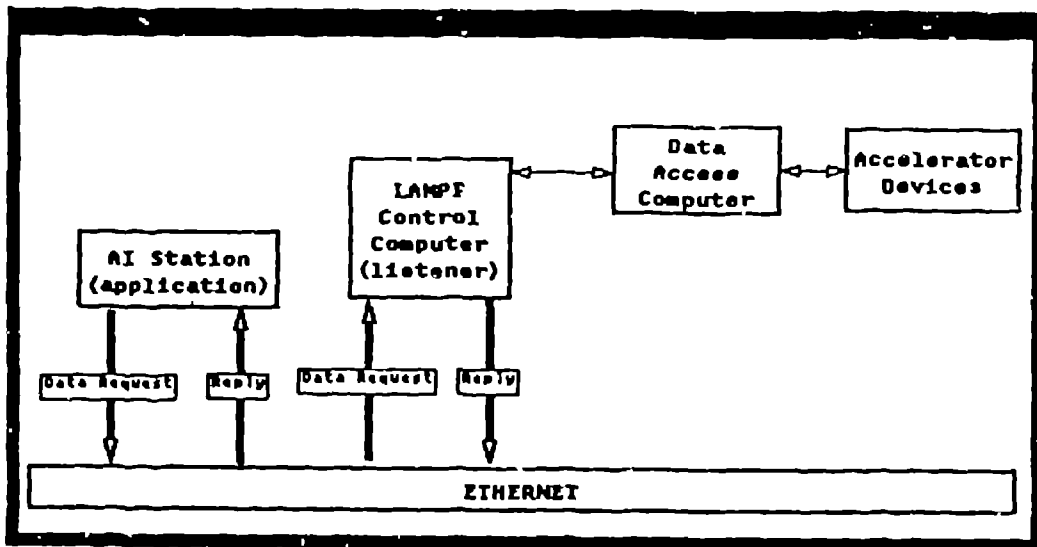 Data
Access
Computer
Accelerator
Devices
LAMPF
Control
Computer
(listener)
AI Station
(application)
Data Request
Reply
Data Request
Reply
ETHERNET